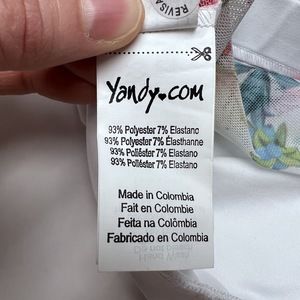 REVISA
Yandy.com
93% Polyester 7% Elastane
93% Polyester 7% Elasthanne
93% Poliéster 7% Elastano
93% Poliéster 7% Elastano
Made in Colombia
Fait en Colombie
Feita na Colômbia
Fabricado en Colombia